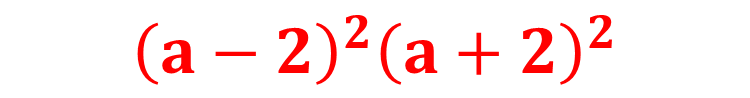 (a − 2)²(a + 2)²